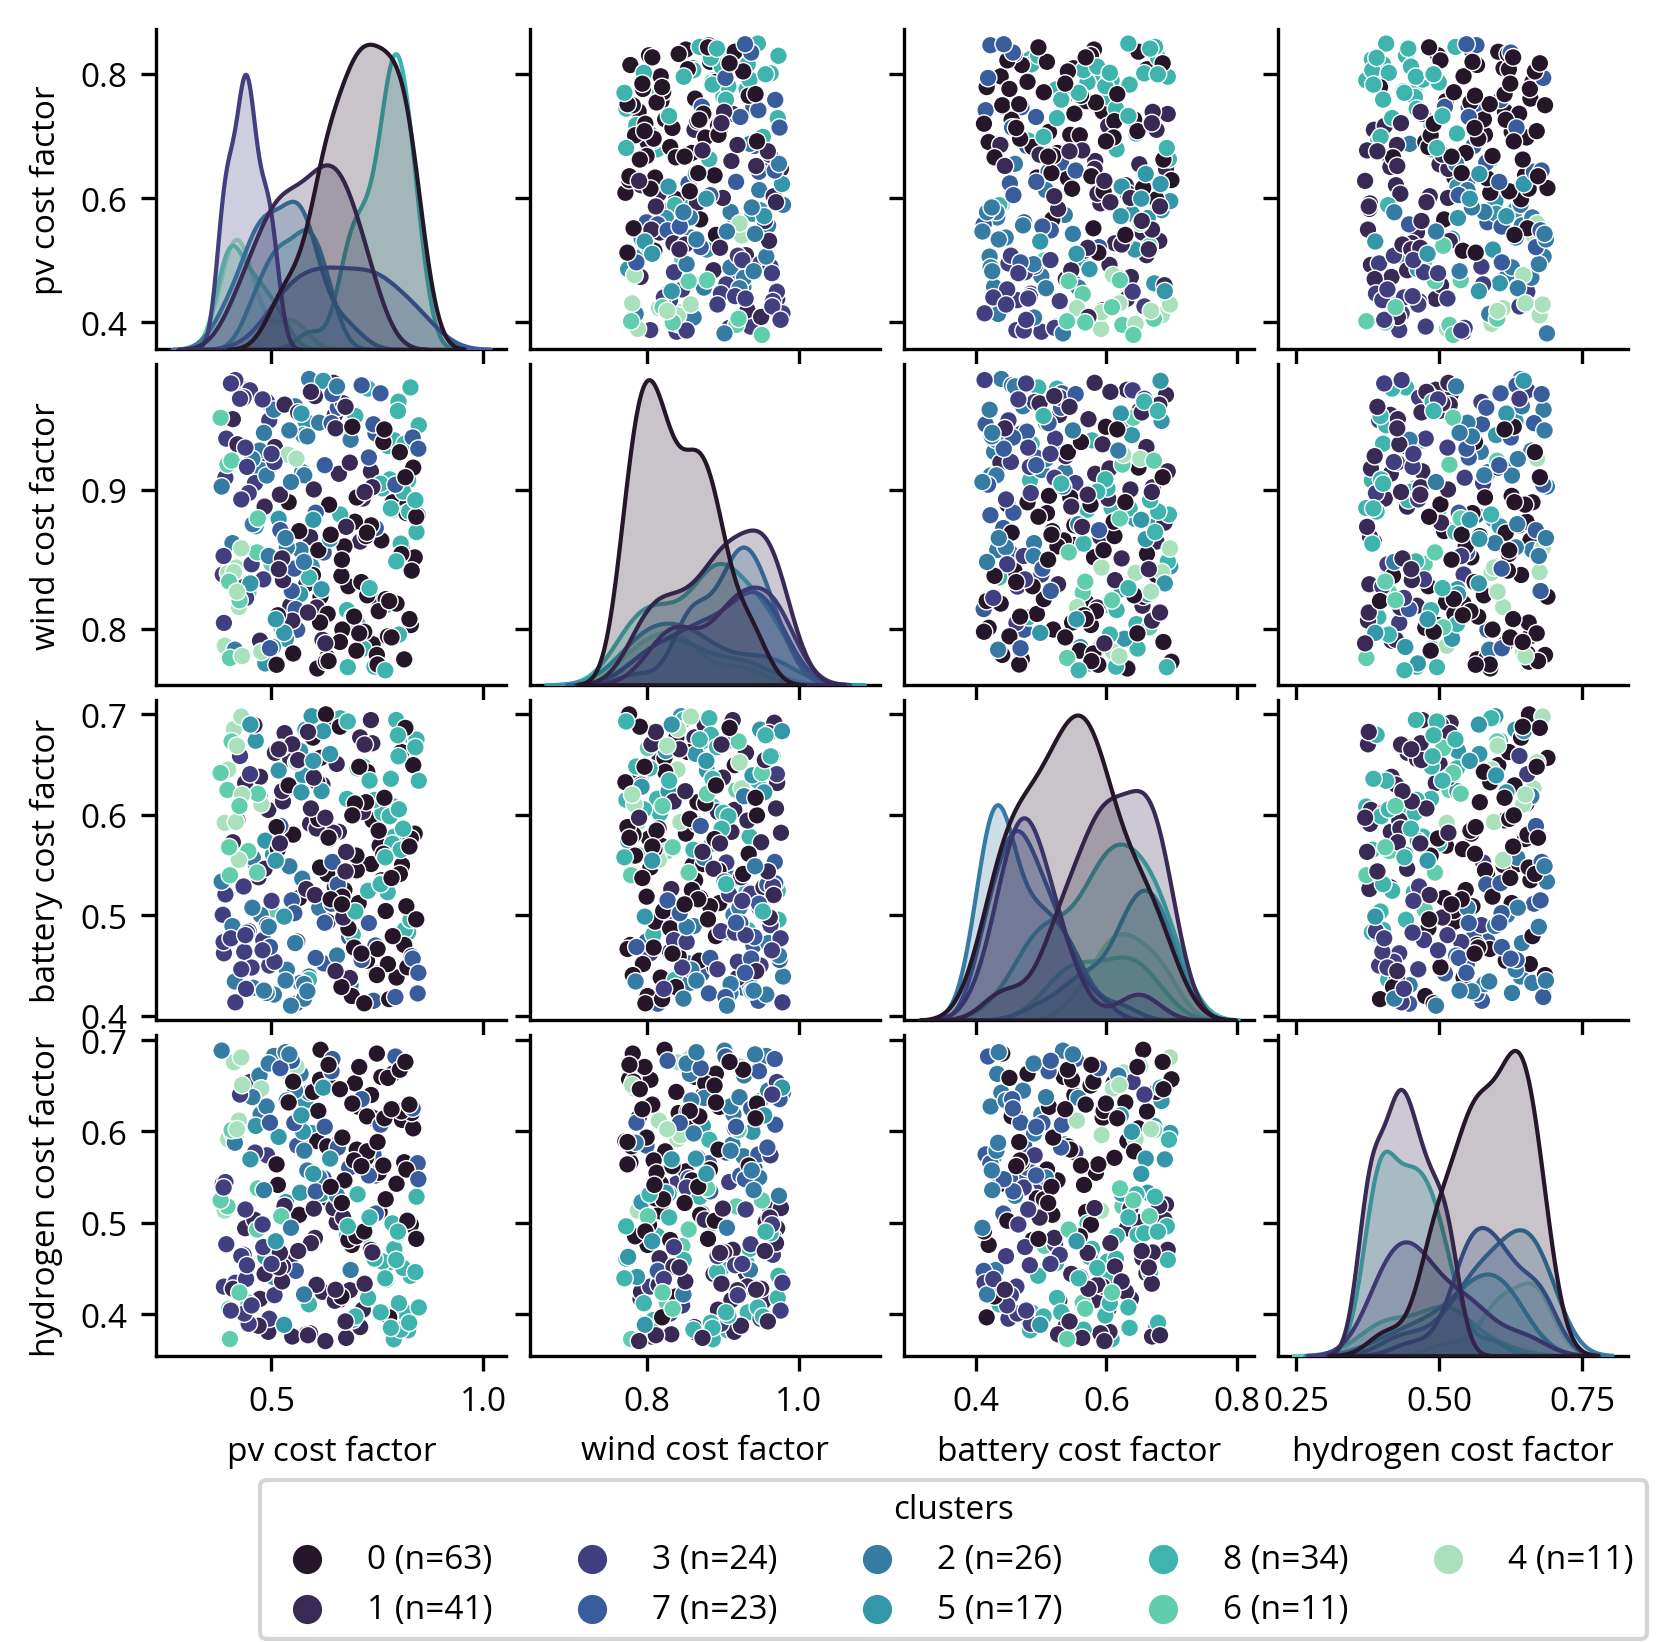 pv cost factor
0.8
0.6
0.4
wind cost factor
0.9
0.8
battery cost factor
0.7
0.6
0.5
0.4
hydrogen cost factor
0.7
0.6
0.5
0.4
0.5 1.0 0.8 1.0 0.4 0.6 0.8 0.25 0.50 0.75
pv cost factor wind cost factor battery cost factor hydrogen cost factor
clusters
0 (n=63) 3 (n=24) 2 (n=26) 8 (n=34) 4 (n=11)
1 (n=41) 7 (n=23) 5 (n=17) 6 (n=11)